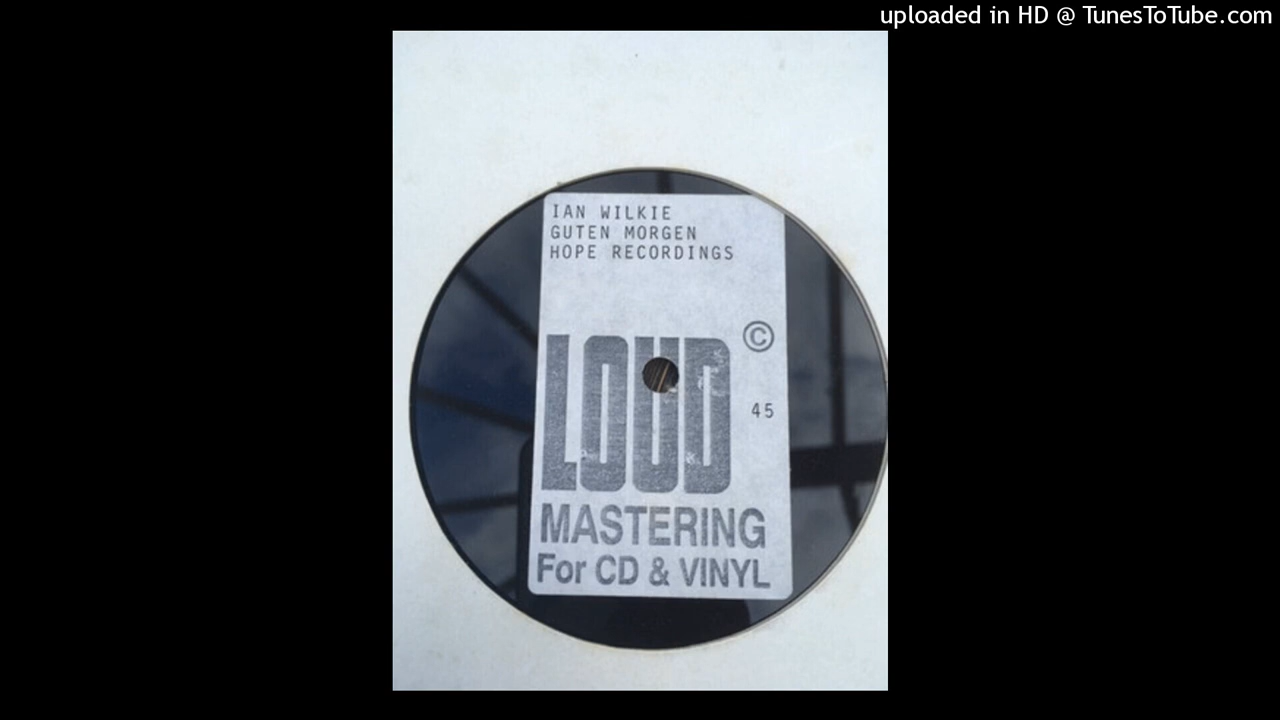 uploaded in HD @ TunesToTube.com
IAN WILKIE
GUTEN MORGEN
HOPE RECORDINGS
LOUD ©
45
MASTERING
For CD & VINYL